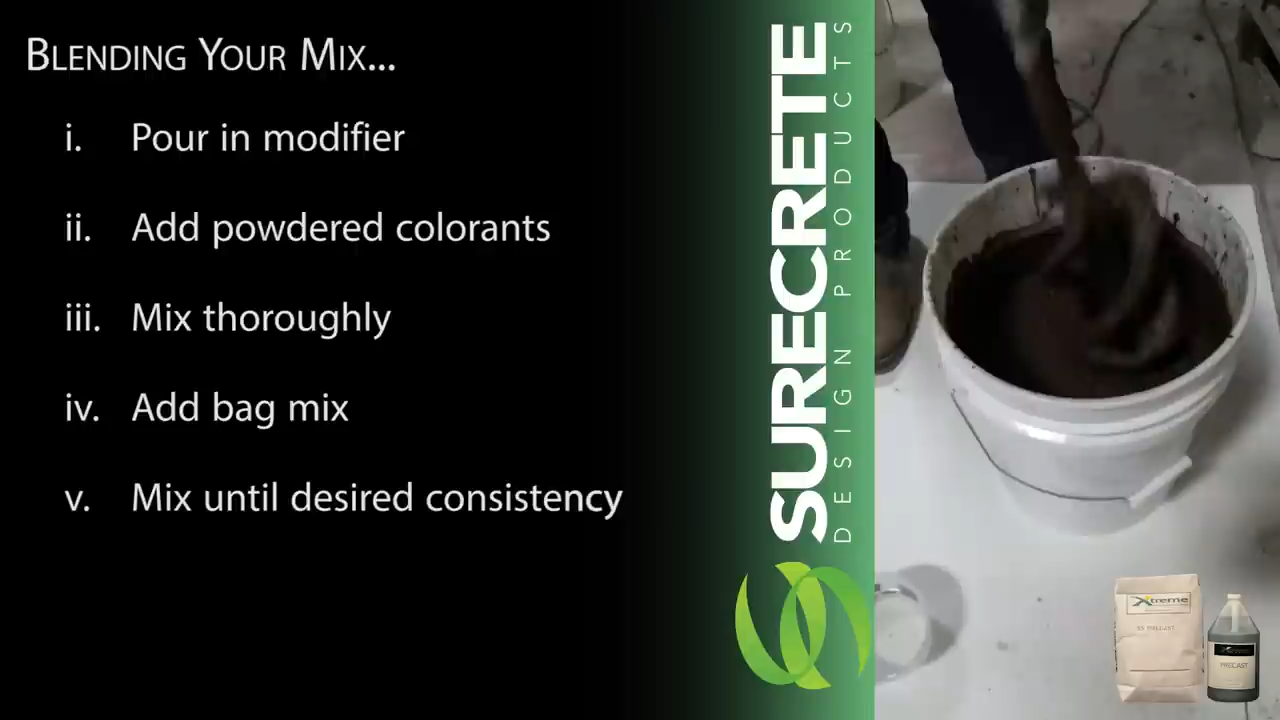 BLENDING YOUR MIX...
i. Pour in modifier
ii. Add powdered colorants
iii. Mix thoroughly
iv. Add bag mix
v. Mix until desired consistency
SURECRETE
DESIGN PRODUCTS
Xtreme
PRECAST